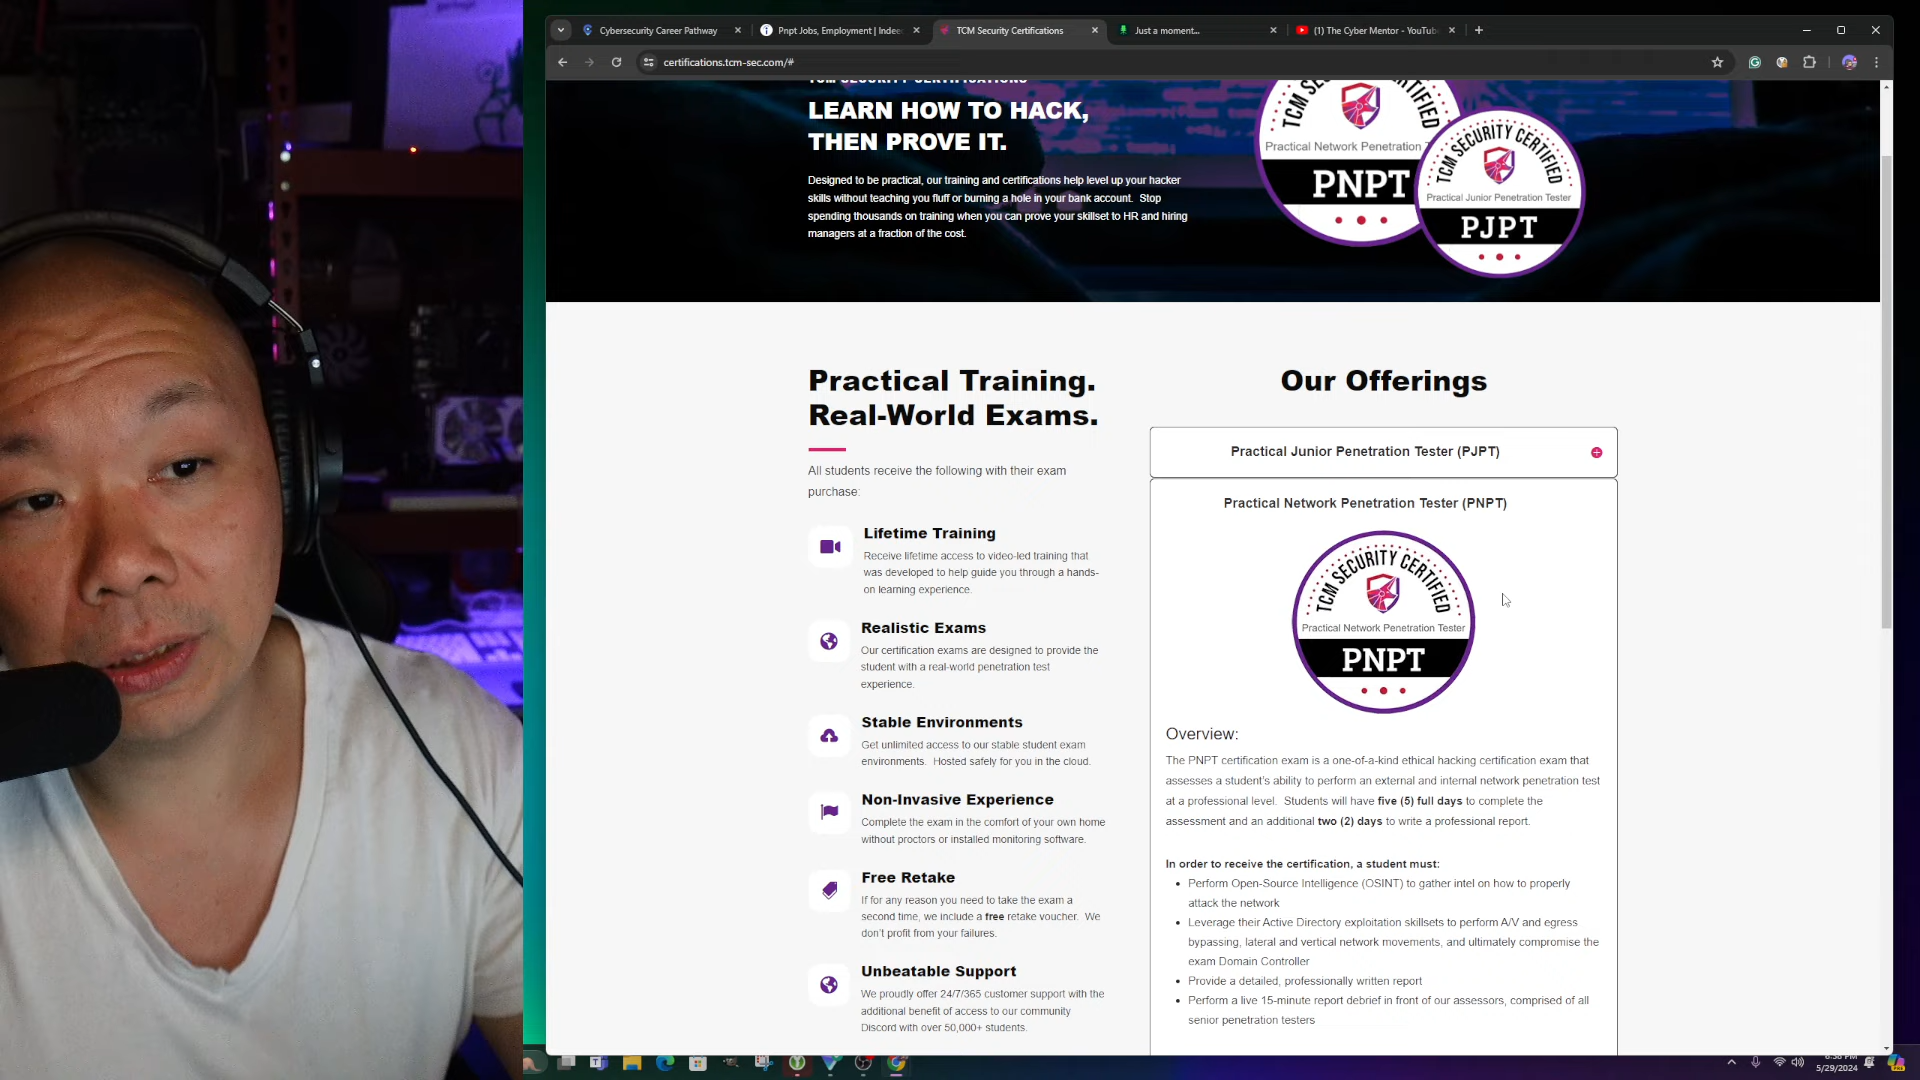 Cybersecurity Career Pathway
Pnpt Jobs, Employment | Indee
TCM Security Certifications
Just a moment...
(1) The Cyber Mentor - YouTub
certifications.tcm-sec.com/#
TCM SECURITY CERTIFICATIONS
LEARN HOW TO HACK,
THEN PROVE IT.
Designed to be practical, our training and certifications help level up your hacker
skills without teaching you fluff or burning a hole in your bank account. Stop
spending thousands on training when you can prove your skillset to HR and hiring
managers at a fraction of the cost.
TCM SECURITY CERTIFIED
Practical Network Penetration T
PNPT
TCM SECURITY CERTIFIED
Practical Junior Penetration Tester
PJPT
Practical Training.
Real-World Exams.
All students receive the following with their exam
purchase:
Lifetime Training
Receive lifetime access to video-led training that
was developed to help guide you through a hands-
on learning experience.
Realistic Exams
Our certification exams are designed to provide the
student with a real-world penetration test
experience.
Stable Environments
Get unlimited access to our stable student exam
environments. Hosted safely for you in the cloud.
Non-Invasive Experience
Complete the exam in the comfort of your own home
without proctors or installed monitoring software.
Free Retake
If for any reason you need to take the exam a
second time, we include a free retake voucher. We
don't profit from your failures.
Unbeatable Support
We proudly offer 24/7/365 customer support with the
additional benefit of access to our community
Discord with over 50,000+ students.
Our Offerings
Practical Junior Penetration Tester (PJPT)
Practical Network Penetration Tester (PNPT)
TCM SECURITY CERTIFIED
Practical Network Penetration Tester
PNPT
Overview:
The PNPT certification exam is a one-of-a-kind ethical hacking certification exam that
assesses a student's ability to perform an external and internal network penetration test
at a professional level. Students will have five (5) full days to complete the
assessment and an additional two (2) days to write a professional report.
In order to receive the certification, a student must:
Perform Open-Source Intelligence (OSINT) to gather intel on how to properly
attack the network
Leverage their Active Directory exploitation skillsets to perform A/V and egress
bypassing, lateral and vertical network movements, and ultimately compromise the
exam Domain Controller
Provide a detailed, professionally written report
Perform a live 15-minute report debrief in front of our assessors, comprised of all
senior penetration testers
5/29/2024